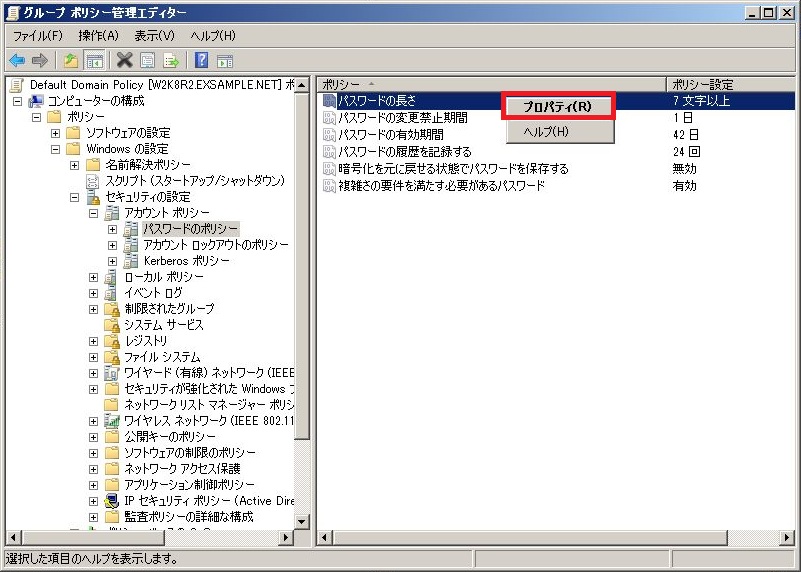 グループ ポリシー管理エディター
ファイル(F) 操作(A) 表示(V) ヘルプ(H)
Default Domain Policy [W2K8R2.EXSAMPLE.NET] ポ
コンピューターの構成
ポリシー
ソフトウェアの設定
Windows の設定
名前解決ポリシー
スクリプト (スタートアップ/シャットダウン)
セキュリティの設定
アカウント ポリシー
パスワードのポリシー
アカウント ロックアウトのポリシー
Kerberos ポリシー
ローカル ポリシー
イベント ログ
制限されたグループ
システム サービス
レジストリ
ファイル システム
ワイヤード (有線) ネットワーク (IEEE
セキュリティが強化された Windows フ
ネットワーク リスト マネージャー ポリシ
ワイヤレス ネットワーク (IEEE 802.11
公開キーのポリシー
ソフトウェアの制限のポリシー
ネットワーク アクセス保護
アプリケーション制御ポリシー
IP セキュリティ ポリシー (Active Dire
監査ポリシーの詳細な構成
ポリシー ポリシー設定
パスワードの長さ 7 文字以上
パスワードの変更禁止期間 1 日
パスワードの有効期間 42 日
パスワードの履歴を記録する 24 回
暗号化を元に戻せる状態でパスワードを保存する 無効
複雑さの要件を満たす必要があるパスワード 有効
プロパティ(R)
ヘルプ(H)
選択した項目のヘルプを表示します。